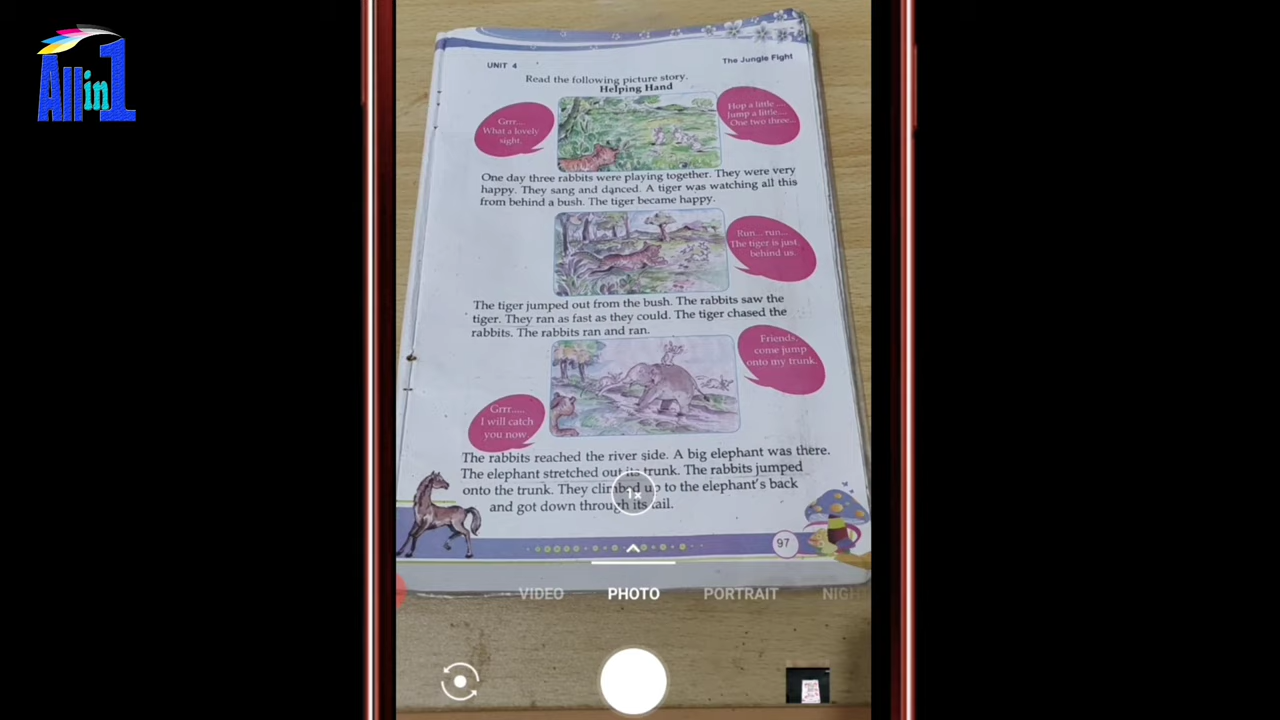 All in 1
UNIT 4
The Jungle Fight
Read the following picture story.
Helping Hand
Grrr...
What a lovely
sight.
Hop a little ...
Jump a little...
One two three...
One day three rabbits were playing together. They were very
happy. They sang and danced. A tiger was watching all this
from behind a bush. The tiger became happy.
Run... run...
The tiger is just
behind us.
The tiger jumped out from the bush. The rabbits saw the
tiger. They ran as fast as they could. The tiger chased the
rabbits. The rabbits ran and ran.
Friends,
come jump
onto my trunk.
Grrr.....
I will catch
you now.
The rabbits reached the river side. A big elephant was there.
The elephant stretched out its trunk. The rabbits jumped
onto the trunk. They climbed up to the elephant's back
and got down through its tail.
1x
97
VIDEO PHOTO PORTRAIT NIGH